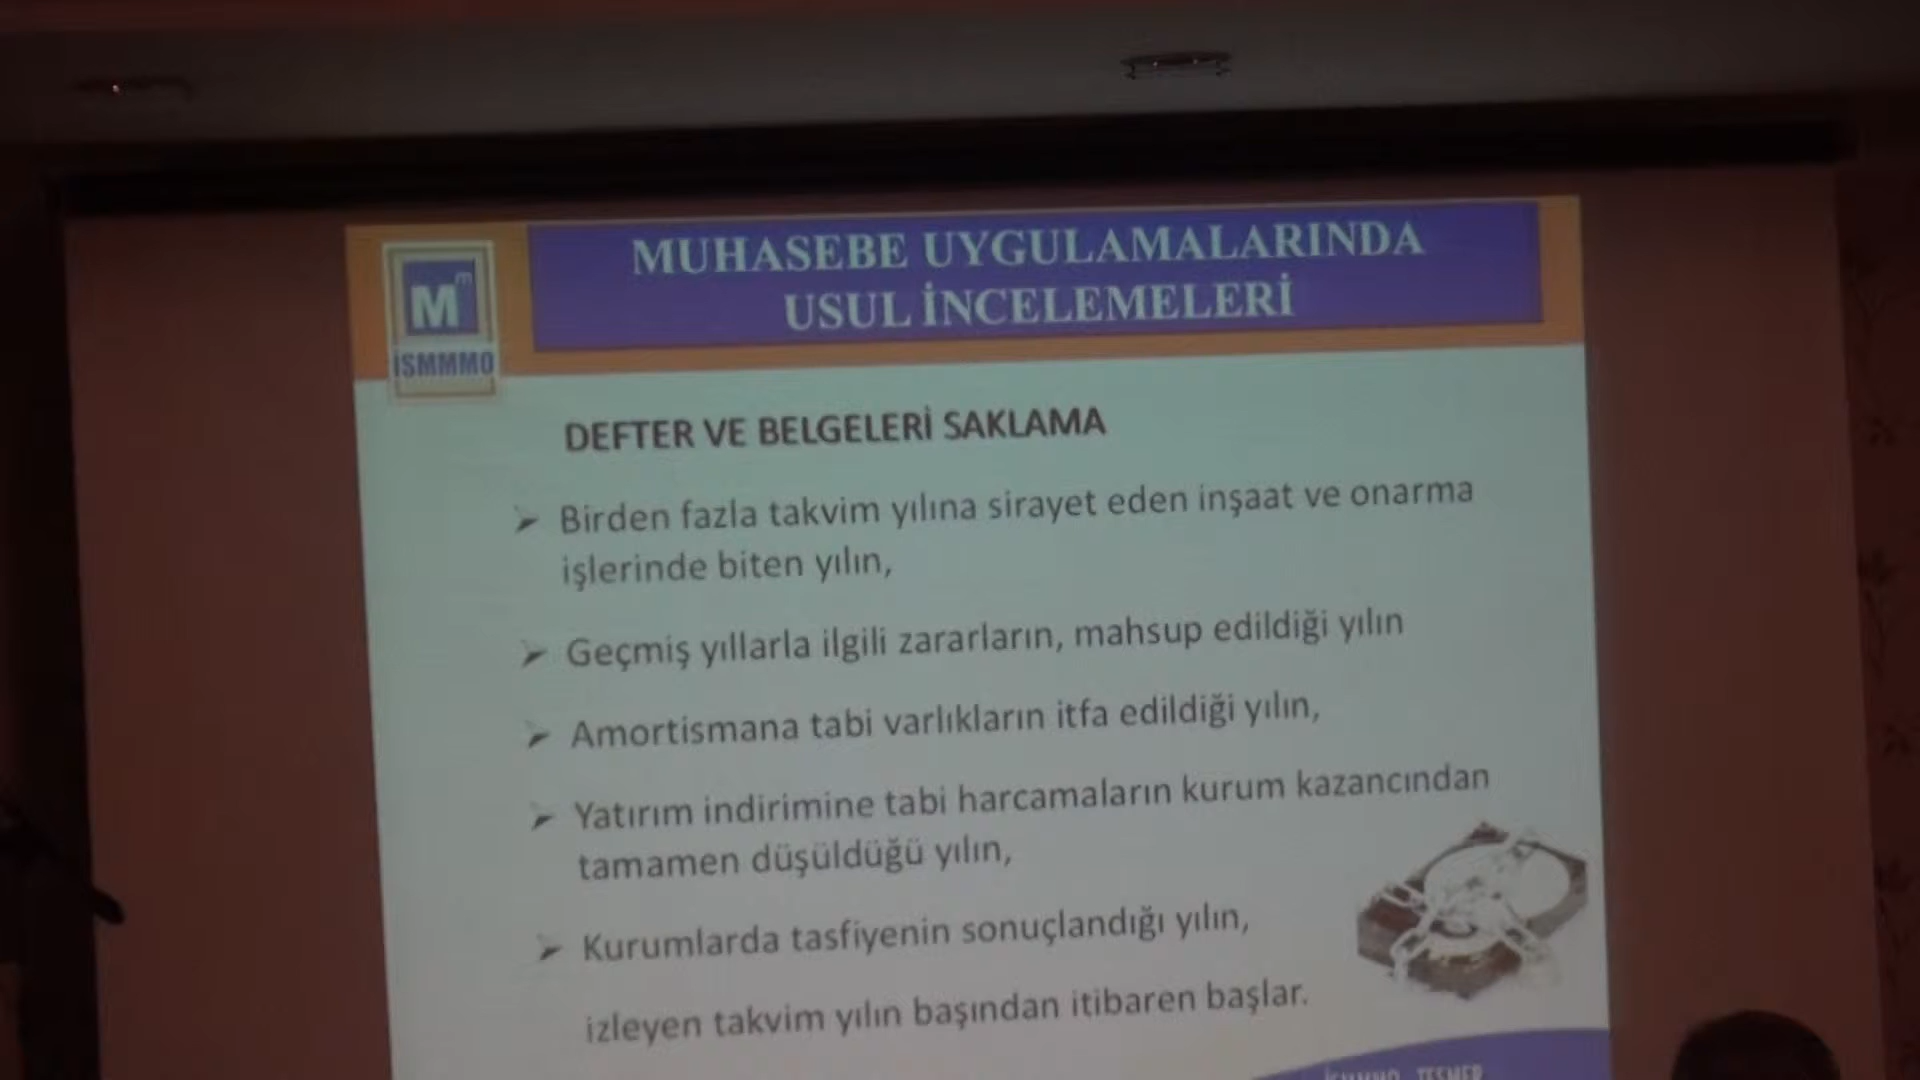 MUHASEBE UYGULAMALARINDA
USUL İNCELEMELERİ
M m
İSMMMO
DEFTER VE BELGELERİ SAKLAMA
Birden fazla takvim yılına sirayet eden inşaat ve onarma
işlerinde biten yılın,
Geçmiş yıllarla ilgili zararların, mahsup edildiği yılın
Amortismana tabi varlıkların itfa edildiği yılın,
Yatırım indirimine tabi harcamaların kurum kazancından
tamamen düşüldüğü yılın,
Kurumlarda tasfiyenin sonuçlandığı yılın,
izleyen takvim yılın başından itibaren başlar.
İSMMMO TESMER